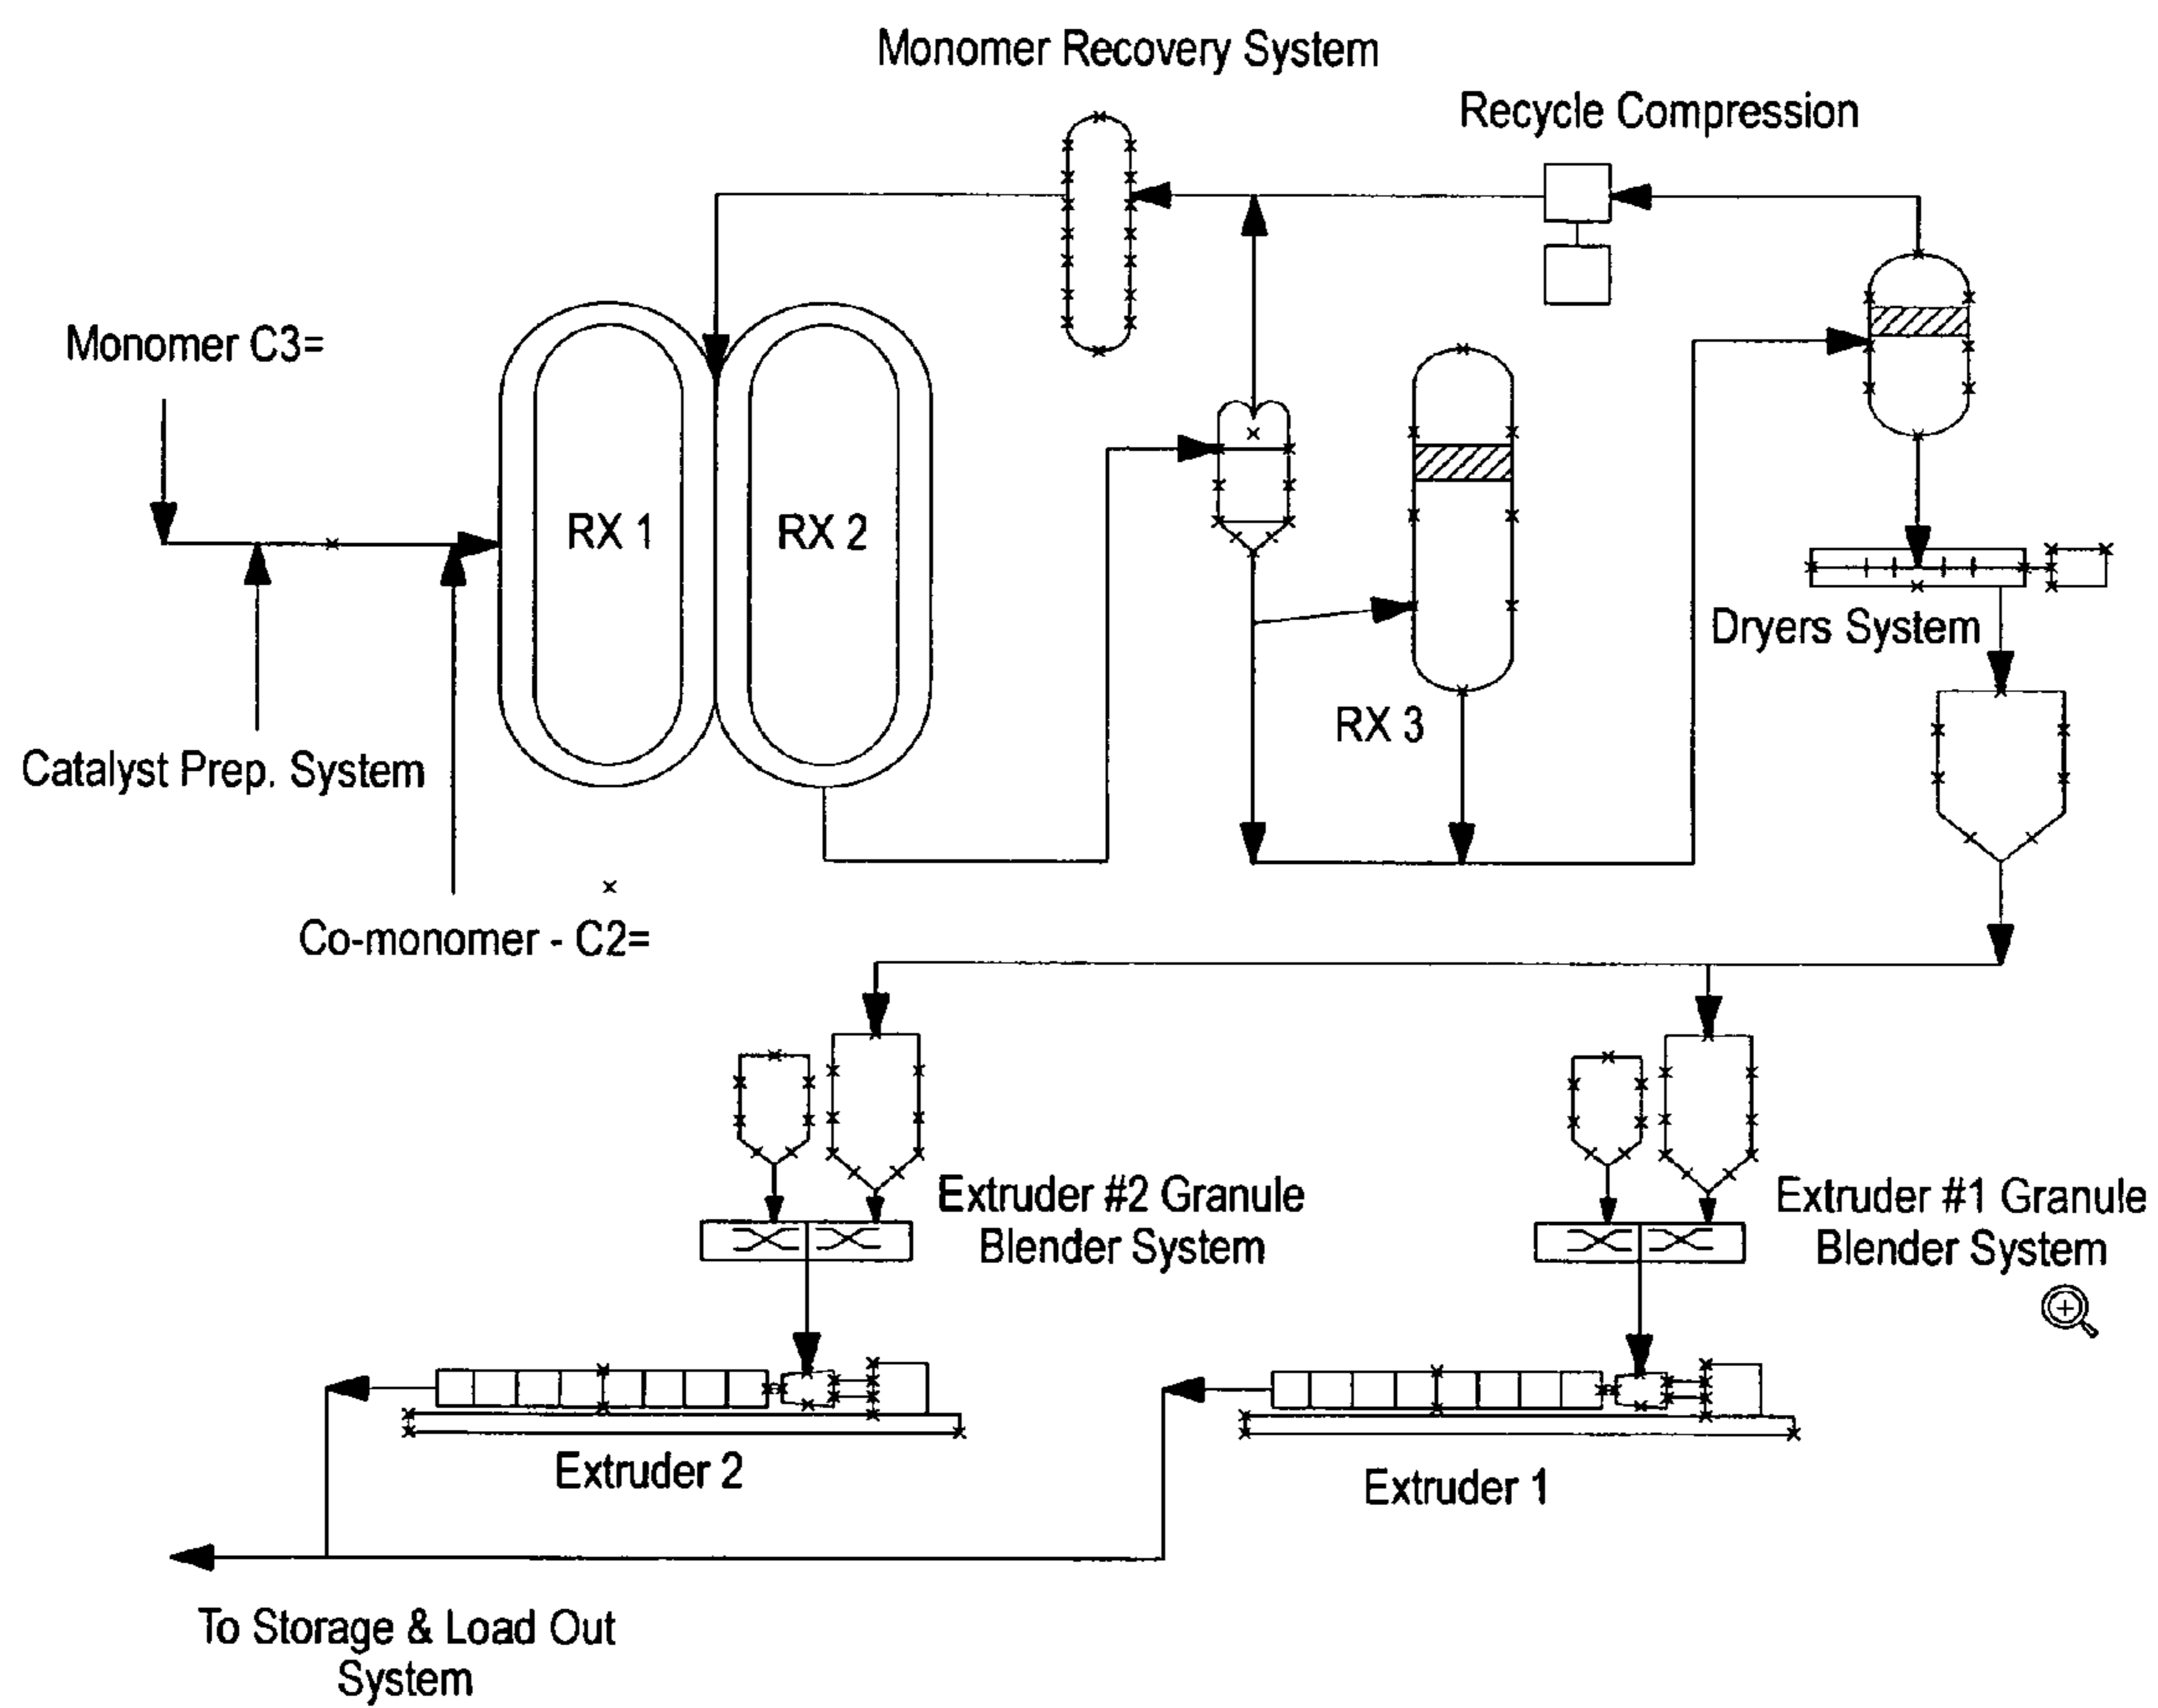 Monomer Recovery System
Recycle Compression
Monomer C3=
RX 1
RX 2
Dryers System
RX 3
Catalyst Prep. System
Co-monomer - C2=
Extruder #2 Granule
Blender System
Extruder #1 Granule
Blender System
Extruder 2
Extruder 1
To Storage & Load Out
System